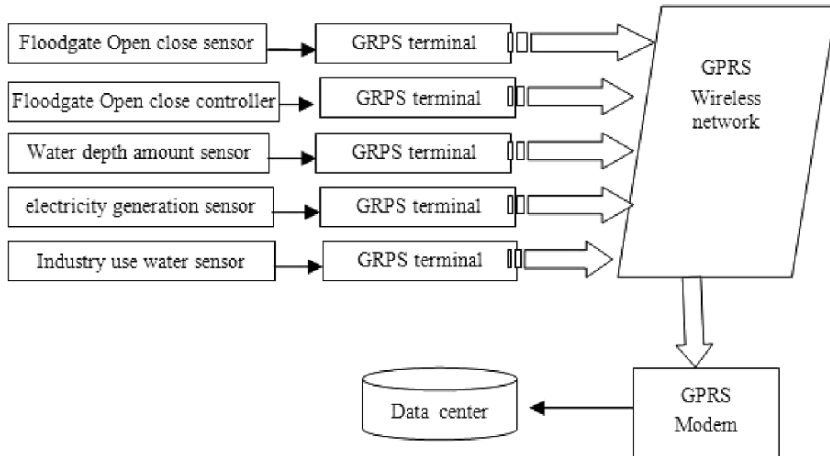 Floodgate Open close sensor
GRPS terminal
Floodgate Open close controller
GRPS terminal
Water depth amount sensor
GRPS terminal
electricity generation sensor
GRPS terminal
Industry use water sensor
GRPS terminal
GPRS
Wireless
network
GPRS
Modem
Data center